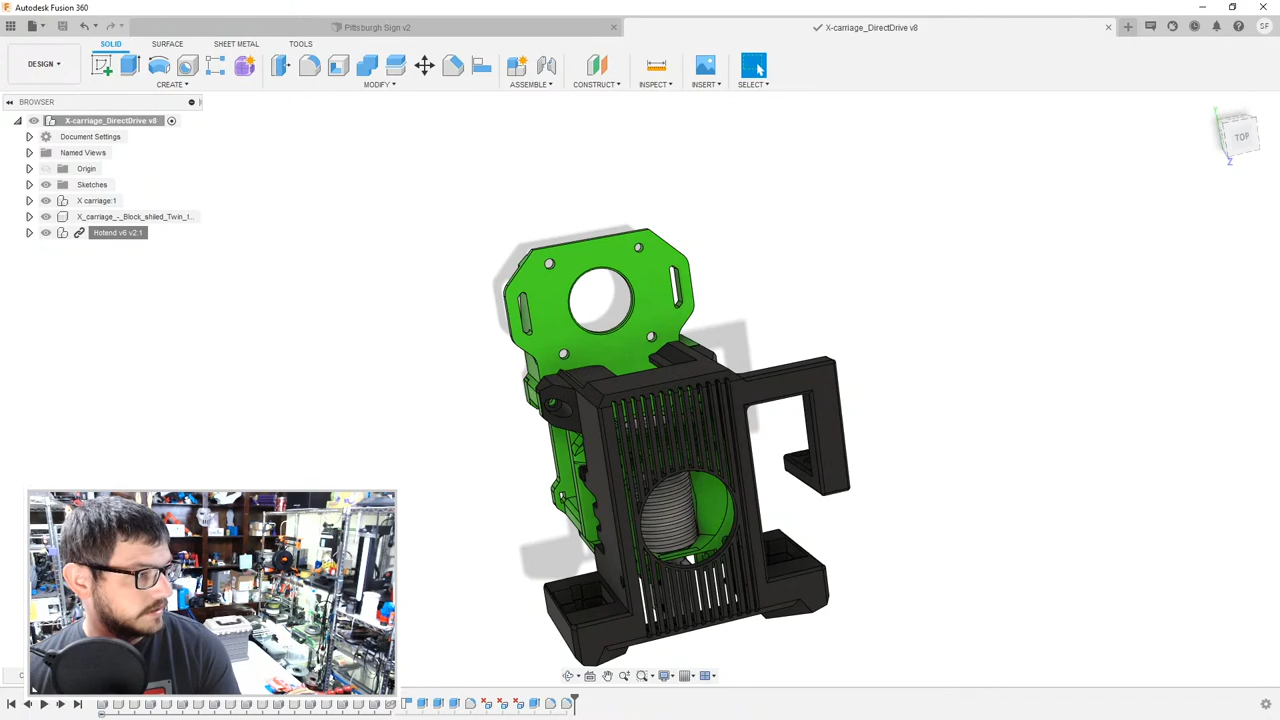 Autodesk Fusion 360
Pittsburgh Sign v2
X-carriage_DirectDrive v8
SF
DESIGN
SOLID
SURFACE
SHEET METAL
TOOLS
CREATE
MODIFY
ASSEMBLE
CONSTRUCT
INSPECT
INSERT
SELECT
BROWSER
X-carriage_DirectDrive v8
Document Settings
Named Views
Origin
Sketches
X carriage:1
X_carriage_-_Block_shiled_Twin_t...
Hotend v6 v2:1
Y
TOP
Z